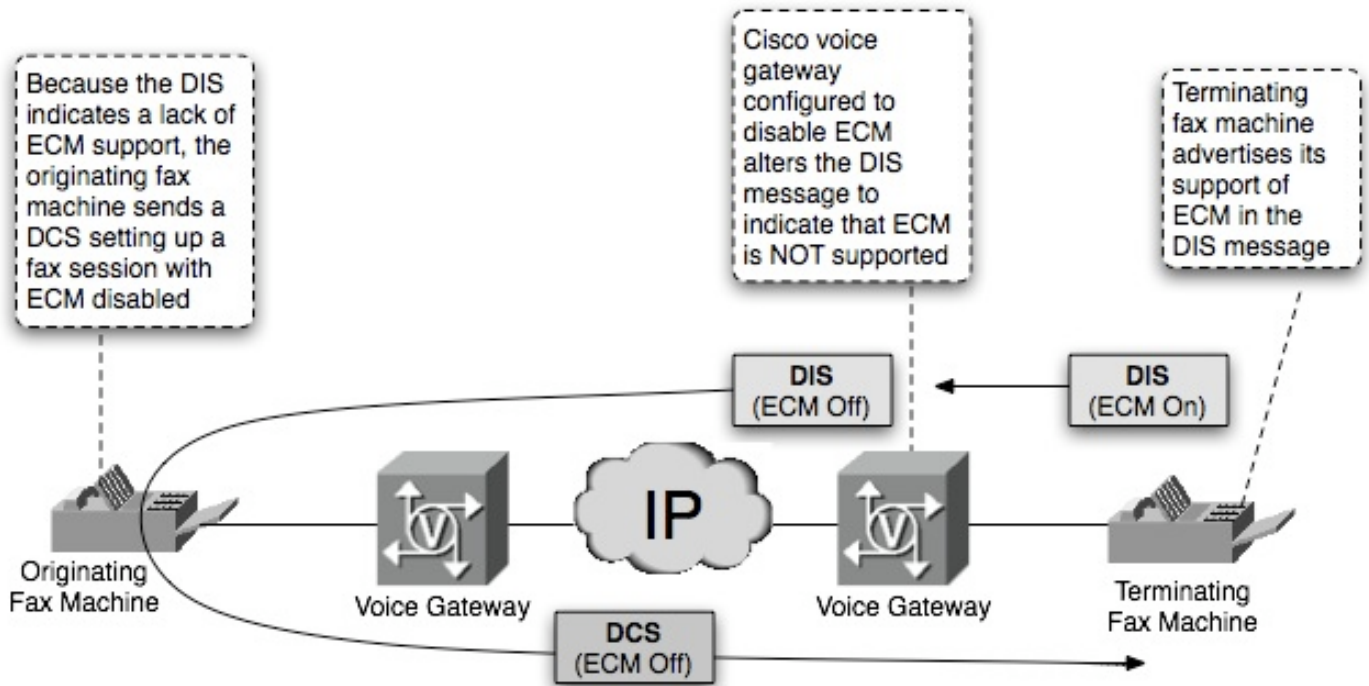 Because the DIS
indicates a lack of
ECM support, the
originating fax
machine sends a
DCS setting up a
fax session with
ECM disabled
Cisco voice
gateway
configured to
disable ECM
alters the DIS
message to
indicate that ECM
is NOT supported
Terminating
fax machine
advertises its
support of
ECM in the
DIS message
DIS
(ECM Off)
DIS
(ECM On)
V
IP
V
Originating
Fax Machine
Voice Gateway
Voice Gateway
Terminating
Fax Machine
DCS
(ECM Off)